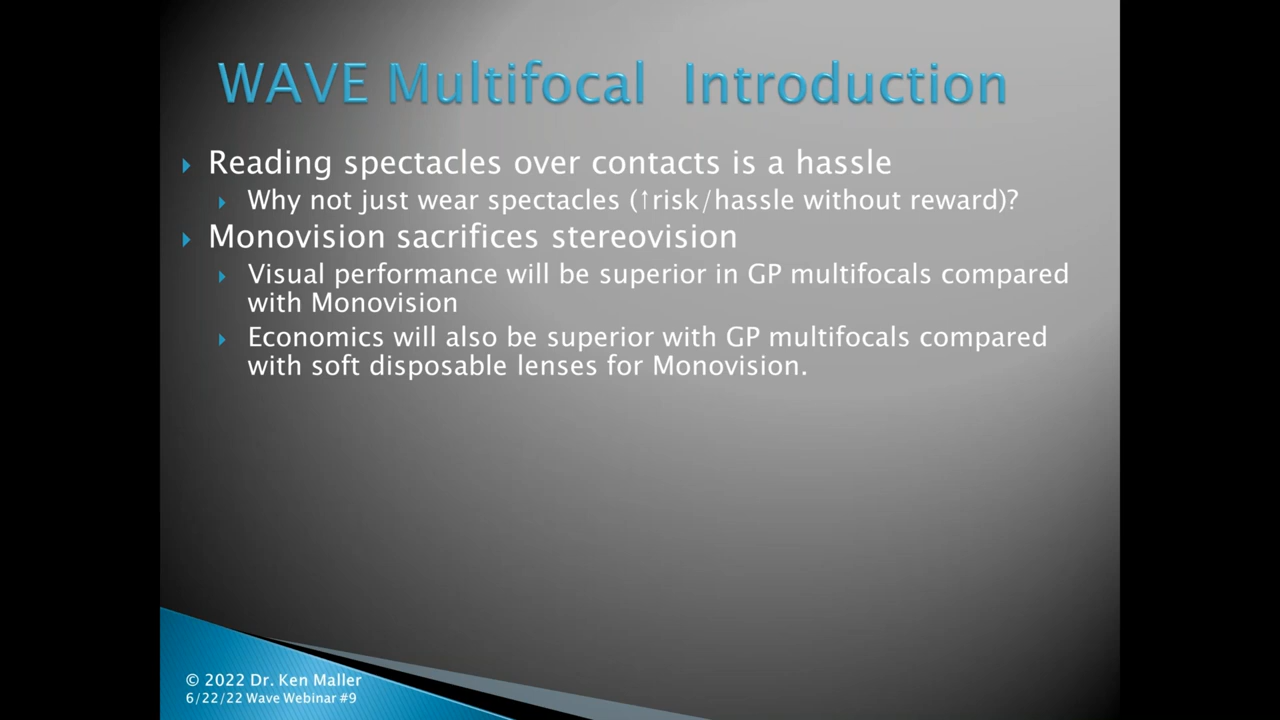 WAVE Multifocal Introduction
Reading spectacles over contacts is a hassle
Why not just wear spectacles (↑risk/hassle without reward)?
Monovision sacrifices stereovision
Visual performance will be superior in GP multifocals compared
with Monovision
Economics will also be superior with GP multifocals compared
with soft disposable lenses for Monovision.
© 2022 Dr. Ken Maller
6/22/22 Wave Webinar #9